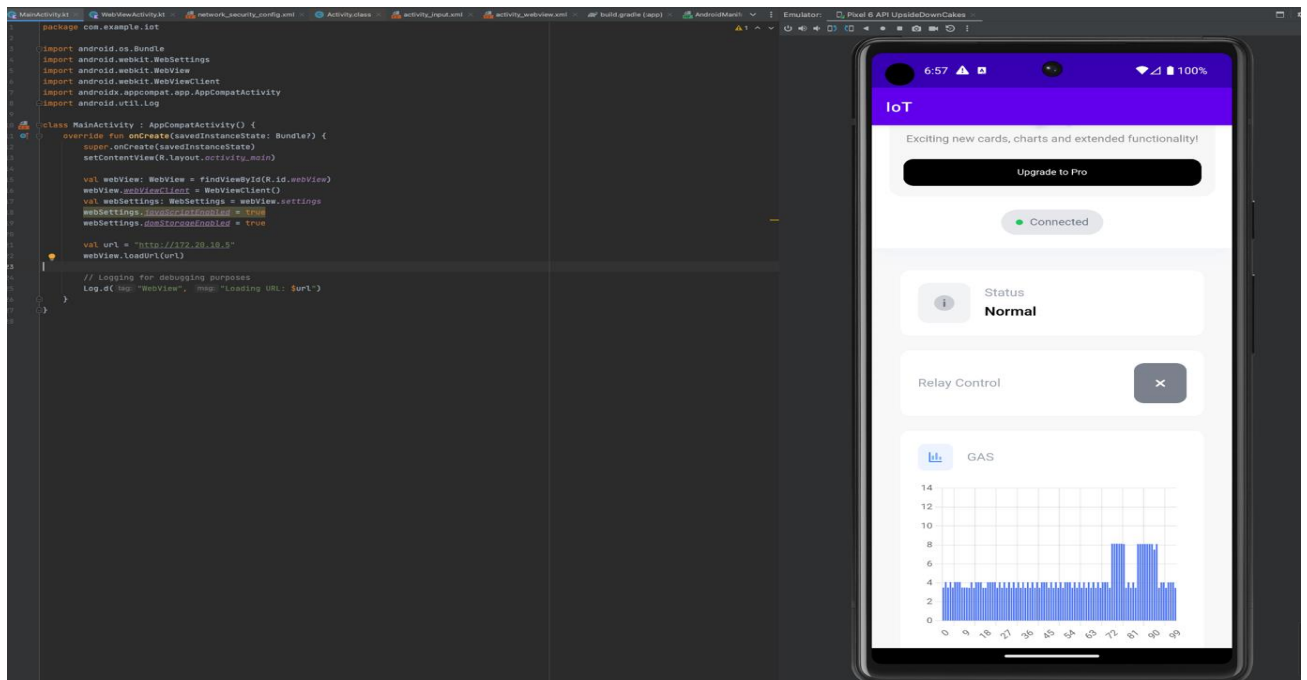 MainActivity.kt
WebViewActivity.kt
network_security_config.xml
Activity.class
activity_input.xml
activity_webview.xml
build.gradle (:app)
Emulator:
Pixel 6 API UpsideDownCakes
1
package com.example.iot
import android.os.Bundle
import android.webkit.WebSettings
import android.webkit.WebView
import android.webkit.WebViewClient
import androidx.appcompat.app.AppCompatActivity
import android.util.Log
class MainActivity : AppCompatActivity() {
override fun onCreate(savedInstanceState: Bundle?) {
super.onCreate(savedInstanceState)
setContentView(R.layout.activity_main)
val webView: WebView = findViewById(R.id.webView)
webView.webViewClient = WebViewClient()
val webSettings: WebSettings = webView.settings
webSettings.javaScriptEnabled = true
webSettings.domStorageEnabled = true
val url = "http://172.20.10.5"
webView.loadUrl(url)
// Logging for debugging purposes
Log.d( tag: "WebView", msg: "Loading URL: $url")
}
}
6:57
100%
IoT
Exciting new cards, charts and extended functionality!
Upgrade to Pro
Connected
Status
Normal
Relay Control
GAS
14
12
10
8
6
4
2
0
0 9 18 27 36 45 54 63 72 81 90 99